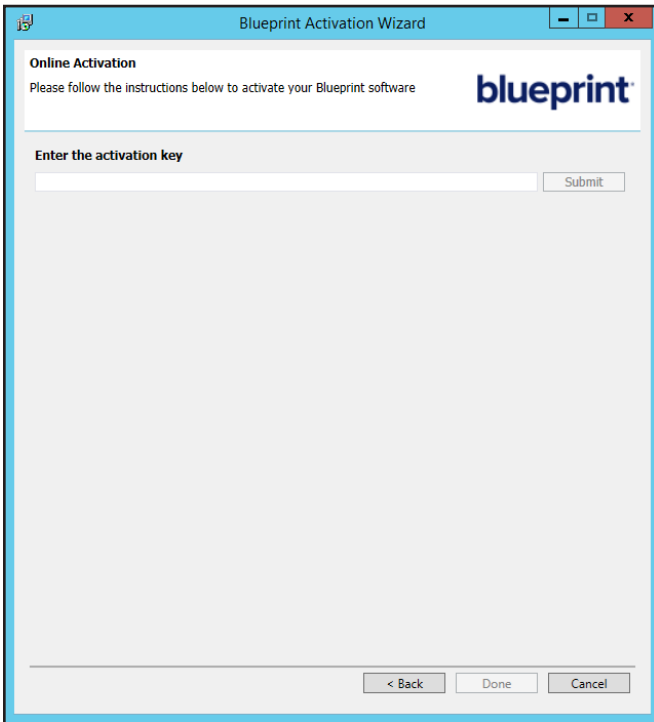 Blueprint Activation Wizard
Online Activation
Please follow the instructions below to activate your Blueprint software
blueprint
Enter the activation key
Submit
< Back Done Cancel